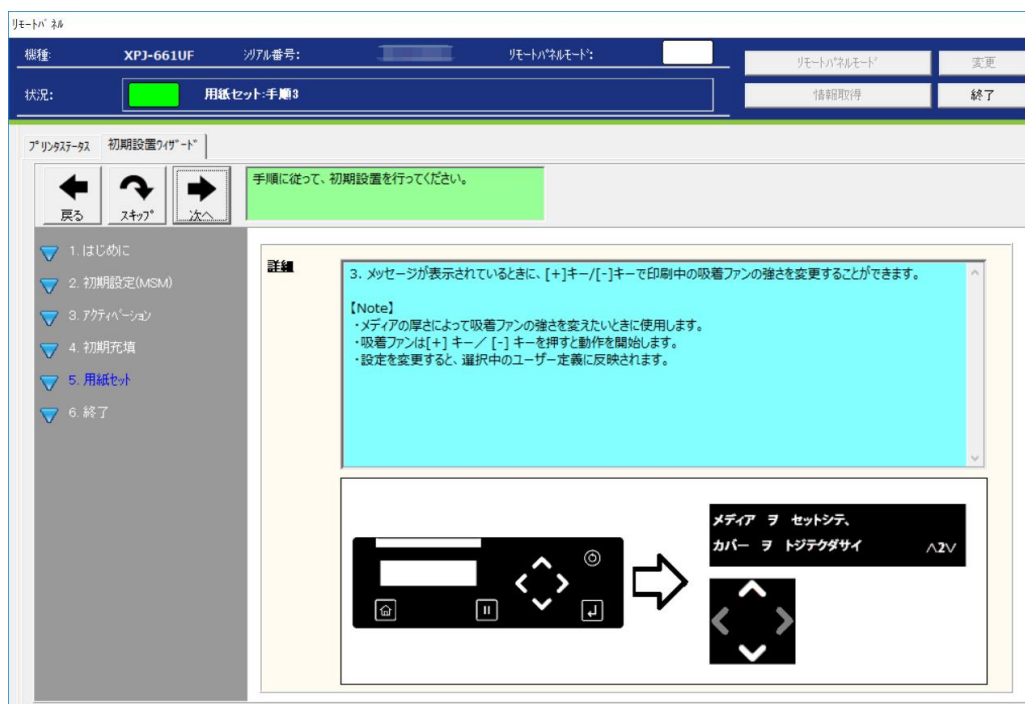 リモートパネル
機種:
XPJ-661UF
シリアル番号:
リモートパネルモード:
リモートパネルモード
変更
状況:
用紙セット:手順3
情報取得
終了
プリンタステータス
初期設置ウィザード
戻る
スキップ
次へ
手順に従って、初期設置を行ってください。
1. はじめに
2. 初期設定(MSM)
3. アクティベーション
4. 初期充填
5. 用紙セット
6. 終了
詳細
3. メッセージが表示されているときに、[+]キー/[-]キーで印刷中の吸着ファンの強さを変更することができます。
【Note】
・メディアの厚さによって吸着ファンの強さを変えたいときに使用します。
・吸着ファンは[+] キー／ [-] キーを押すと動作を開始します。
・設定を変更すると、選択中のユーザー定義に反映されます。
メディア ヲ セットシテ、
カバー ヲ トジテクダサイ
∧2∨